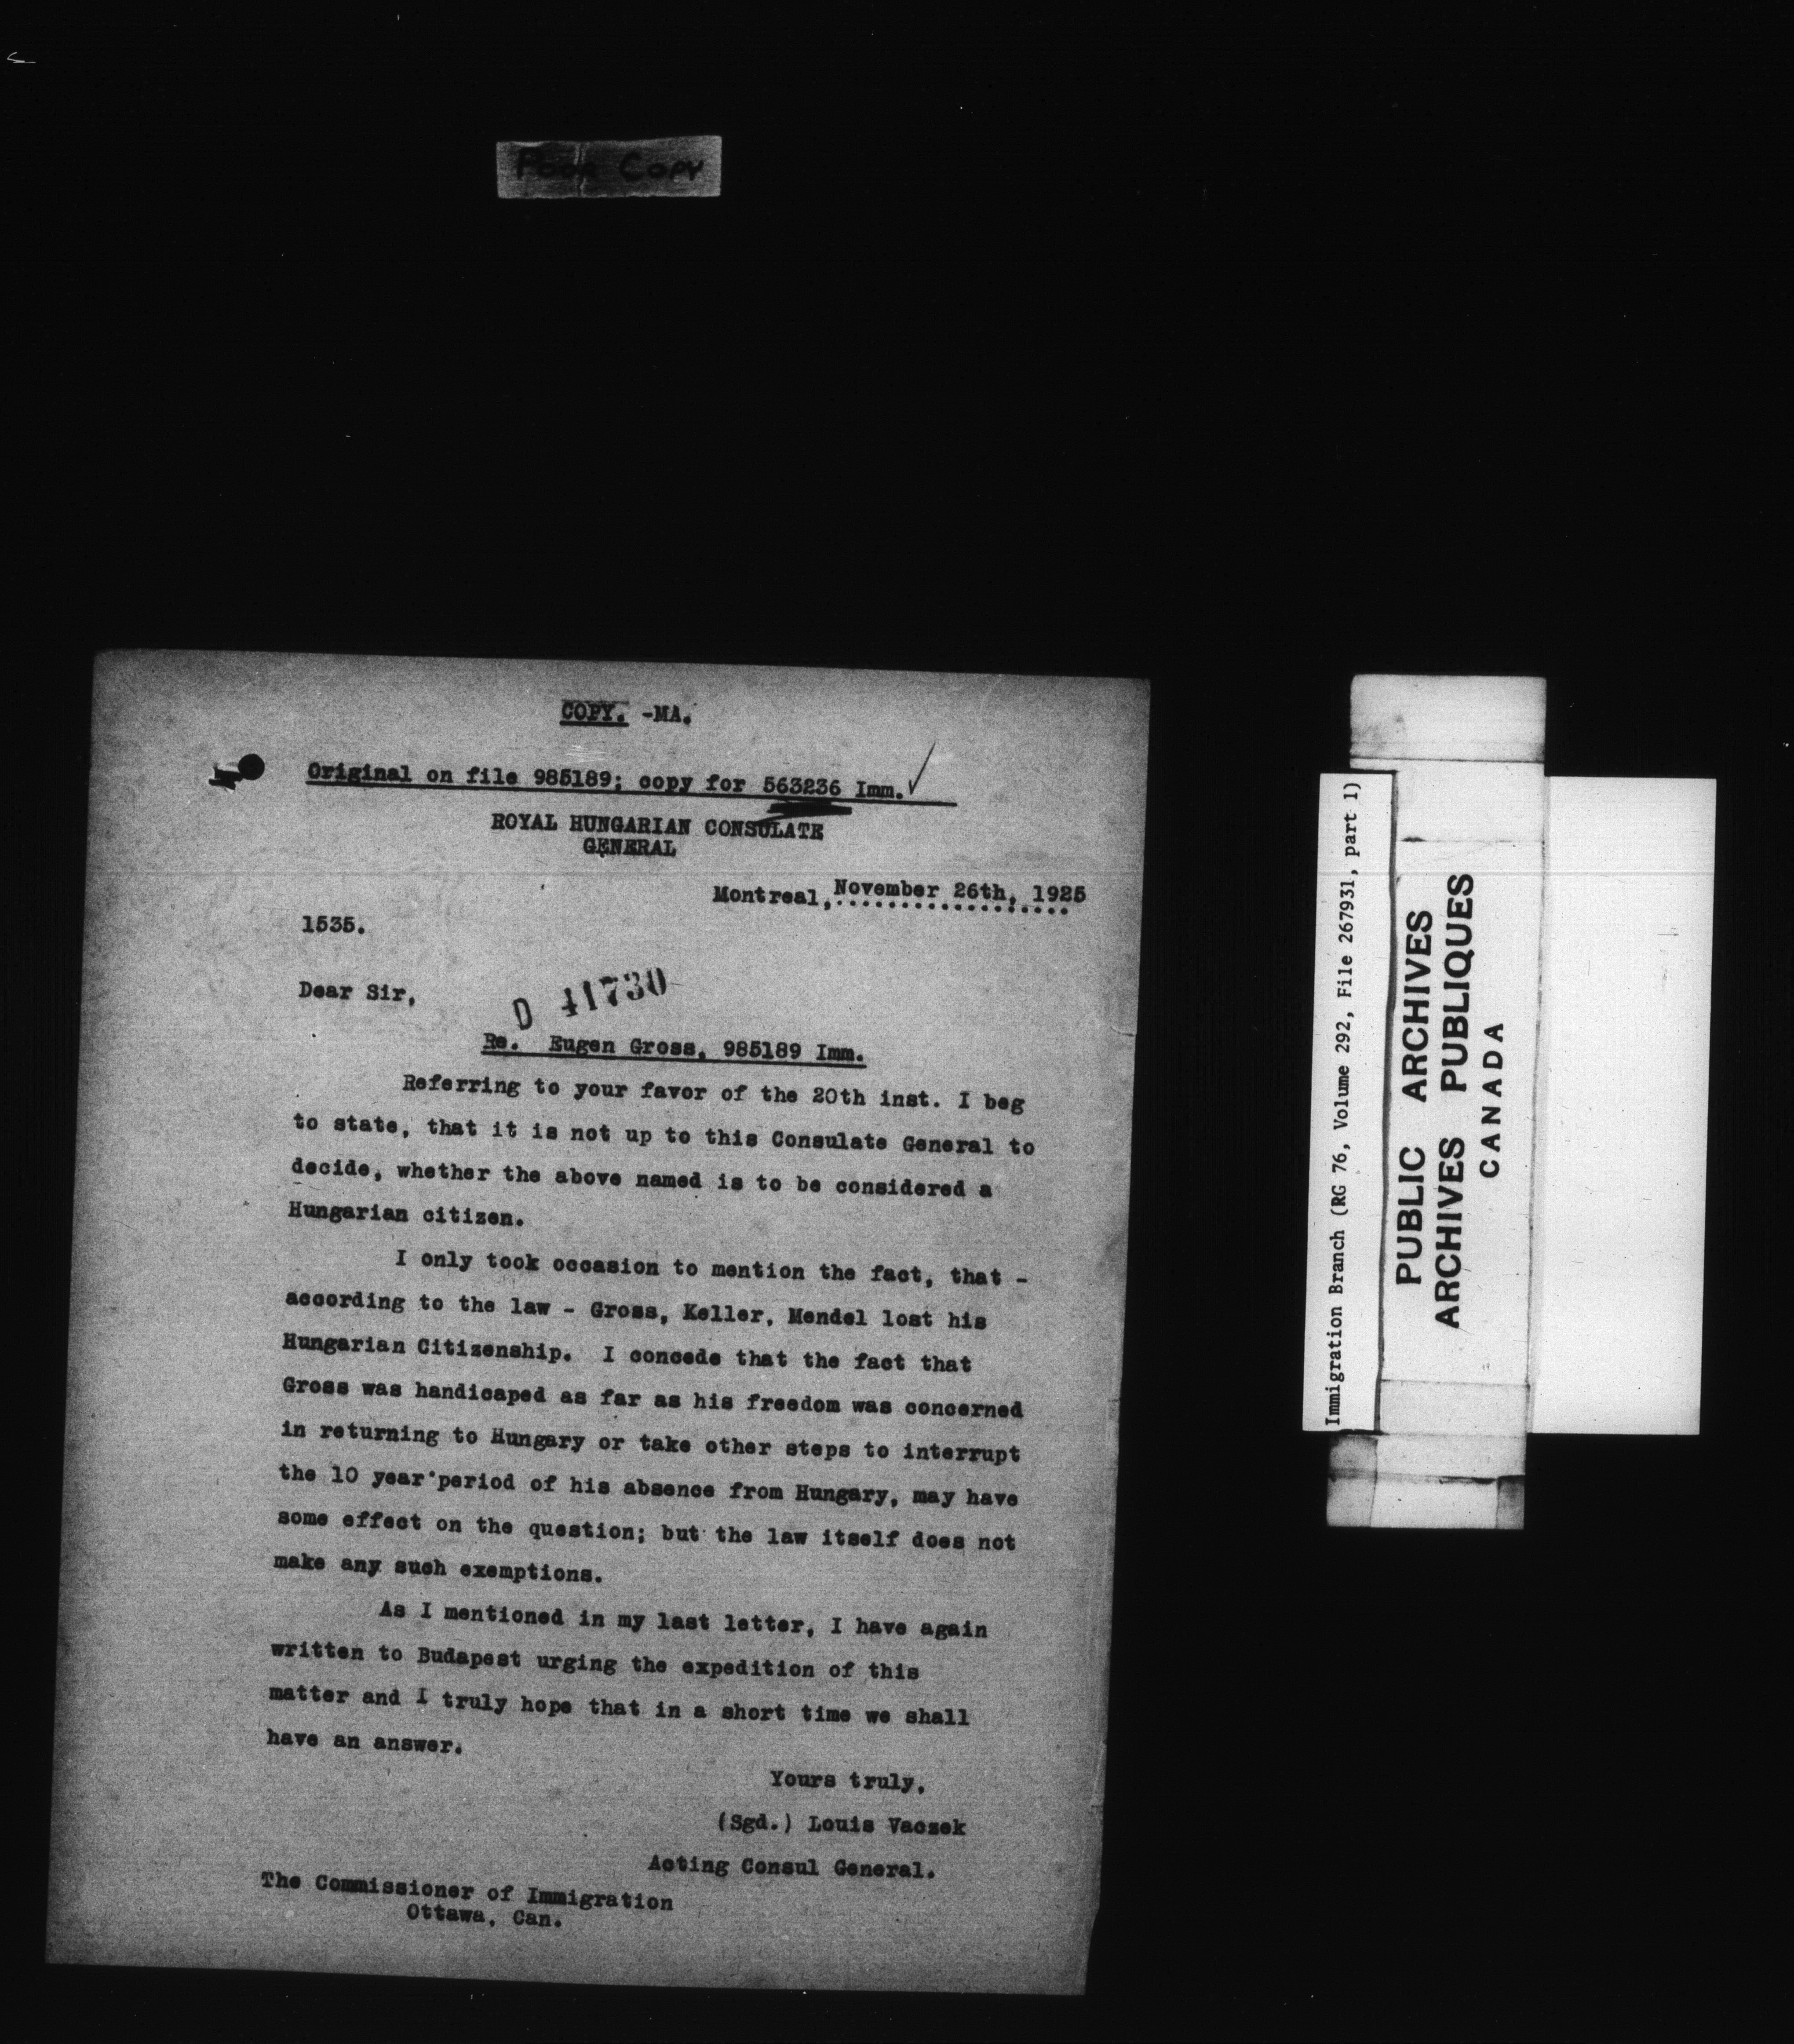 Poor Copy
COPY. -MA.
Original on file 985189; copy for 563236 Imm.
ROYAL HUNGARIAN CONSULATE
GENERAL
Montreal, November 26th, 1925
1535.
Dear Sir,
D 41730
Re. Eugen Gross, 985189 Imm.
Referring to your favor of the 20th inst. I beg
to state, that it is not up to this Consulate General to
decide, whether the above named is to be considered a
Hungarian citizen.
I only took occasion to mention the fact, that -
according to the law - Gross, Keller, Mendel lost his
Hungarian Citizenship. I concede that the fact that
Gross was handicaped as far as his freedom was concerned
in returning to Hungary or take other steps to interrupt
the 10 year period of his absence from Hungary, may have
some effect on the question; but the law itself does not
make any such exemptions.
As I mentioned in my last letter, I have again
written to Budapest urging the expedition of this
matter and I truly hope that in a short time we shall
have an answer.
Yours truly,
(Sgd.) Louis Vaczek
Acting Consul General.
The Commissioner of Immigration
Ottawa, Can.
Immigration Branch (RG 76, Volume 292, File 267931, part 1)
PUBLIC ARCHIVES
ARCHIVES PUBLIQUES
CANADA